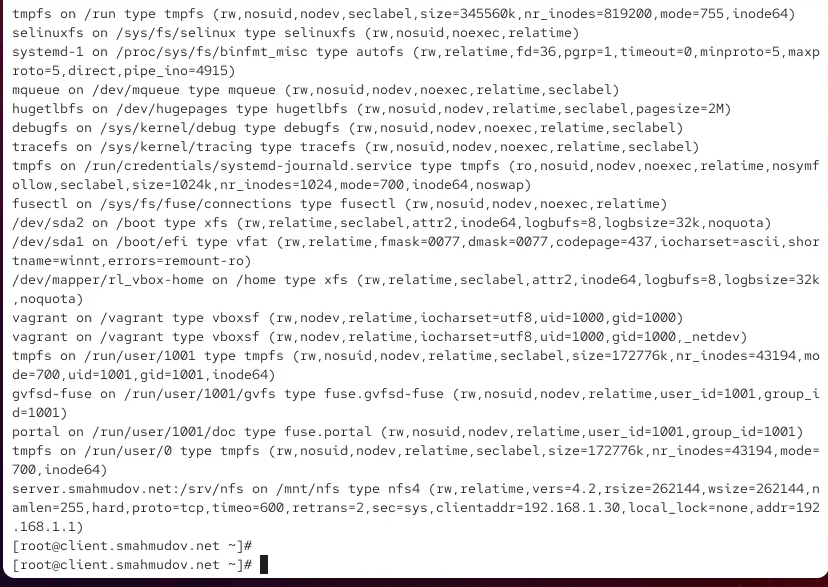 tmpfs on /run type tmpfs (rw,nosuid,nodev,seclabel,size=345560k,nr_inodes=819200,mode=755,inode64)
selinuxfs on /sys/fs/selinux type selinuxfs (rw,nosuid,noexec,relatime)
systemd-1 on /proc/sys/fs/binfmt_misc type autofs (rw,relatime,fd=36,pgrp=1,timeout=0,minproto=5,maxp
roto=5,direct,pipe_ino=4915)
mqueue on /dev/mqueue type mqueue (rw,nosuid,nodev,noexec,relatime,seclabel)
hugetlbfs on /dev/hugepages type hugetlbfs (rw,nosuid,nodev,relatime,seclabel,pagesize=2M)
debugfs on /sys/kernel/debug type debugfs (rw,nosuid,nodev,noexec,relatime,seclabel)
tracefs on /sys/kernel/tracing type tracefs (rw,nosuid,nodev,noexec,relatime,seclabel)
tmpfs on /run/credentials/systemd-journald.service type tmpfs (ro,nosuid,nodev,noexec,relatime,nosymf
ollow,seclabel,size=1024k,nr_inodes=1024,mode=700,inode64,noswap)
fusectl on /sys/fs/fuse/connections type fusectl (rw,nosuid,nodev,noexec,relatime)
/dev/sda2 on /boot type xfs (rw,relatime,seclabel,attr2,inode64,logbufs=8,logbsize=32k,noquota)
/dev/sda1 on /boot/efi type vfat (rw,relatime,fmask=0077,dmask=0077,codepage=437,iocharset=ascii,shor
tname=winnt,errors=remount-ro)
/dev/mapper/rl_vbox-home on /home type xfs (rw,relatime,seclabel,attr2,inode64,logbufs=8,logbsize=32k
,noquota)
vagrant on /vagrant type vboxsf (rw,nodev,relatime,iocharset=utf8,uid=1000,gid=1000)
vagrant on /vagrant type vboxsf (rw,nodev,relatime,iocharset=utf8,uid=1000,gid=1000,_netdev)
tmpfs on /run/user/1001 type tmpfs (rw,nosuid,nodev,relatime,seclabel,size=172776k,nr_inodes=43194,mo
de=700,uid=1001,gid=1001,inode64)
gvfsd-fuse on /run/user/1001/gvfs type fuse.gvfsd-fuse (rw,nosuid,nodev,relatime,user_id=1001,group_i
d=1001)
portal on /run/user/1001/doc type fuse.portal (rw,nosuid,nodev,relatime,user_id=1001,group_id=1001)
tmpfs on /run/user/0 type tmpfs (rw,nosuid,nodev,relatime,seclabel,size=172776k,nr_inodes=43194,mode=
700,inode64)
server.smahmudov.net:/srv/nfs on /mnt/nfs type nfs4 (rw,relatime,vers=4.2,rsize=262144,wsize=262144,n
amlen=255,hard,proto=tcp,timeo=600,retrans=2,sec=sys,clientaddr=192.168.1.30,local_lock=none,addr=192
.168.1.1)
[root@client.smahmudov.net ~]#
[root@client.smahmudov.net ~]#